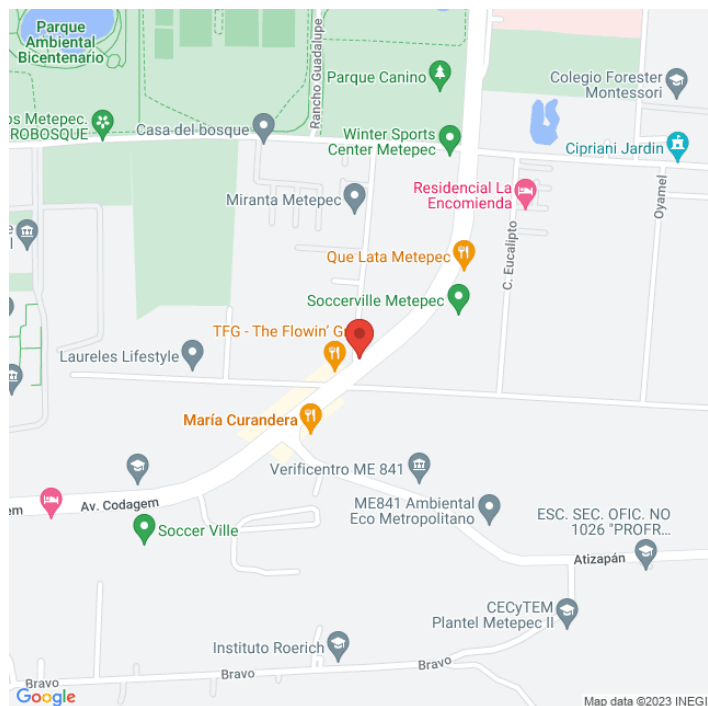 Parque
Ambiental
Bicentenario
Rancho Guadalupe
Parque Canino
Colegio Forester
Montessori
os Metepec.
ROBOSQUE
Casa del bosque
Winter Sports
Center Metepec
Cipriani Jardin
Residencial La
Encomienda
Miranta Metepec
Oyamel
C. Eucalipto
Que Lata Metepec
Soccerville Metepec
TFG - The Flowin' G
Laureles Lifestyle
María Curandera
Verificentro ME 841
ME841 Ambiental
Eco Metropolitano
em
Av. Codagem
ESC. SEC. OFIC. NO
1026 "PROFR...
Soccer Ville
Atizapán
CECyTEM
Plantel Metepec II
Instituto Roerich
Bravo
Bravo
Bravo
Google
Map data ©2023 INEGI